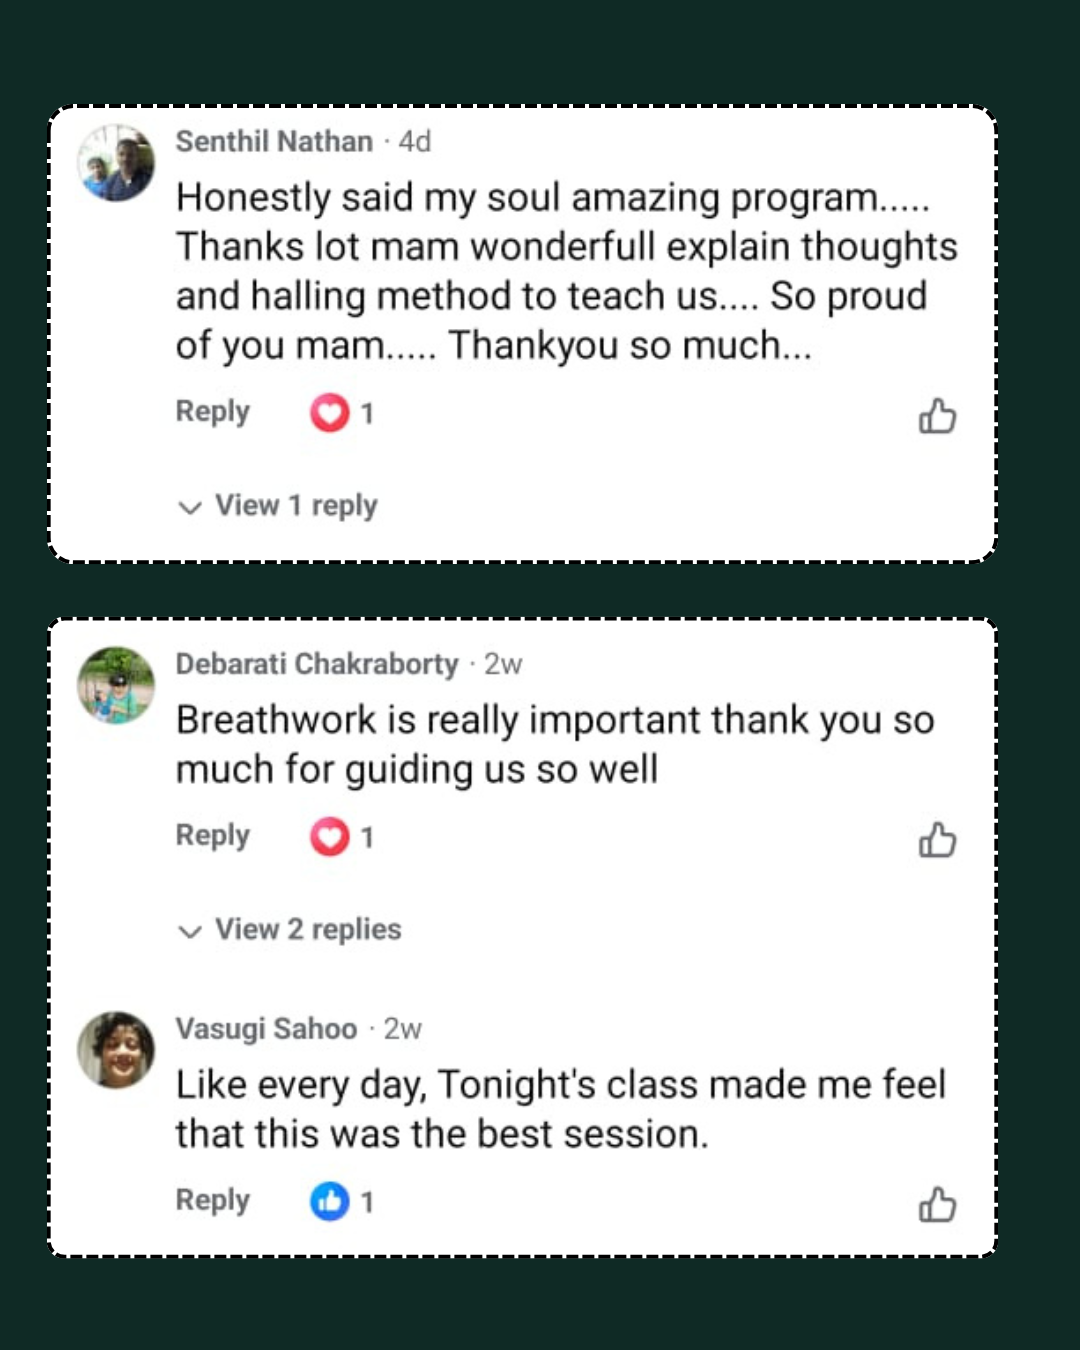 Senthil Nathan · 4d
Honestly said my soul amazing program.....
Thanks lot mam wonderfull explain thoughts
and halling method to teach us.... So proud
of you mam..... Thankyou so much...
Reply 1
View 1 reply
Debarati Chakraborty · 2w
Breathwork is really important thank you so
much for guiding us so well
Reply 1
View 2 replies
Vasugi Sahoo · 2w
Like every day, Tonight's class made me feel
that this was the best session.
Reply 1